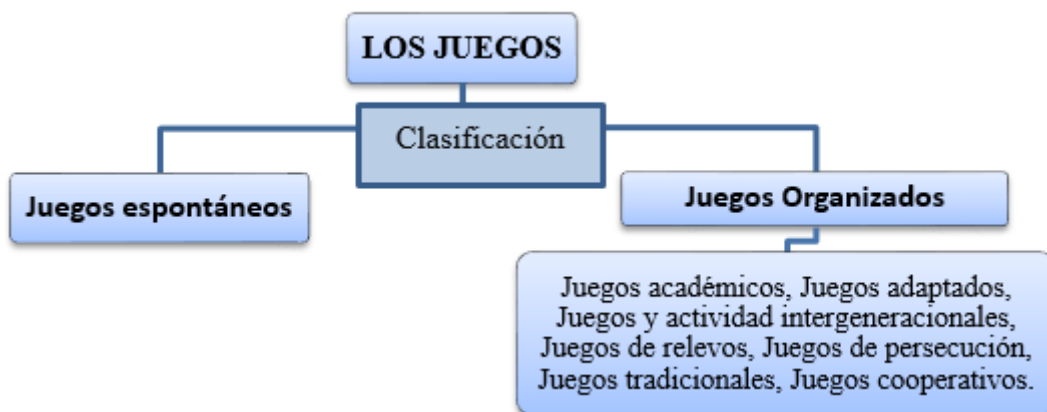 LOS JUEGOS
Clasificación
Juegos espontáneos
Juegos Organizados
Juegos académicos, Juegos adaptados,
Juegos y actividad intergeneracionales,
Juegos de relevos, Juegos de persecución,
Juegos tradicionales, Juegos cooperativos.